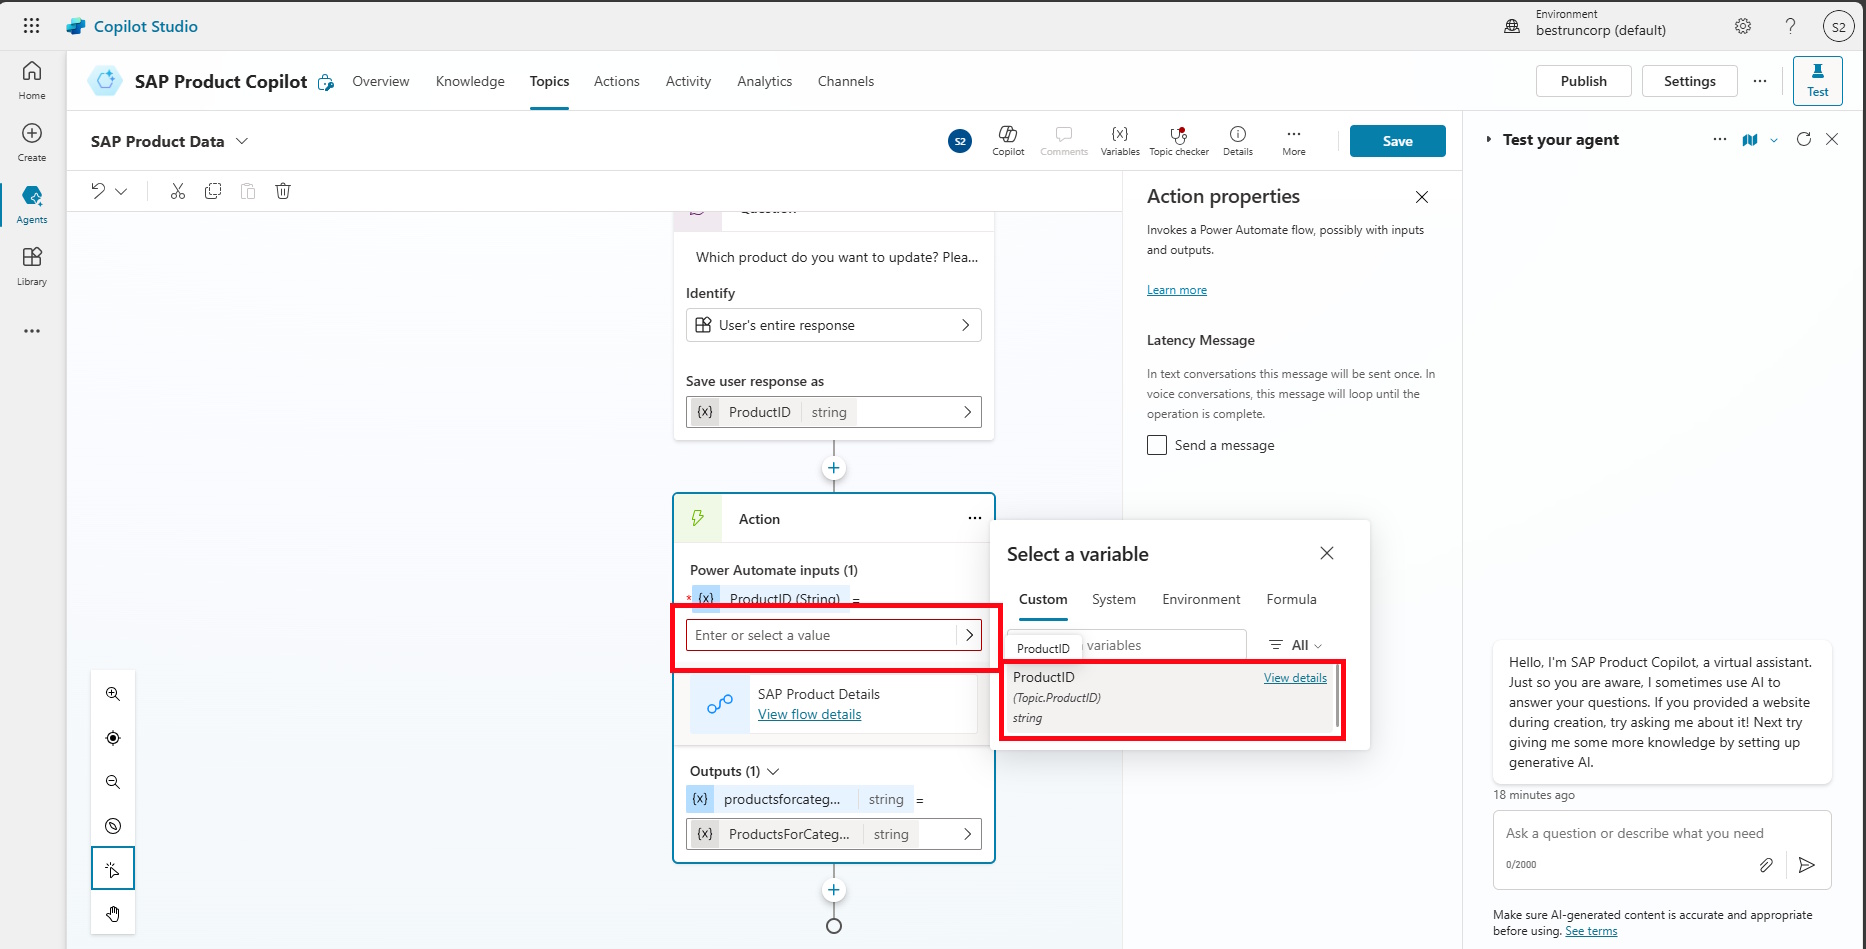 Copilot Studio
Environment
bestruncorp (default)
?
S2
SAP Product Copilot
Overview
Knowledge
Topics
Actions
Activity
Analytics
Channels
Publish
Settings
Test
Home
Create
Agents
Library
SAP Product Data
S2
Copilot
Comments
{x}
Variables
Topic checker
Details
More
Save
Question
Which product do you want to update? Plea...
Identify
User's entire response
Save user response as
{x} ProductID string
Action
Power Automate inputs (1)
* {x} ProductID (String) =
Enter or select a value
SAP Product Details
View flow details
Outputs (1)
{x} productsforcateg... string =
{x} ProductsForCateg... string
Action properties
Invokes a Power Automate flow, possibly with inputs
and outputs.
Learn more
Latency Message
In text conversations this message will be sent once. In
voice conversations, this message will loop until the
operation is complete.
Send a message
Select a variable
Custom
System
Environment
Formula
variables
All
ProductID
ProductID
View details
(Topic.ProductID)
string
Test your agent
Hello, I'm SAP Product Copilot, a virtual assistant.
Just so you are aware, I sometimes use AI to
answer your questions. If you provided a website
during creation, try asking me about it! Next try
giving me some more knowledge by setting up
generative AI.
18 minutes ago
Ask a question or describe what you need
0/2000
Make sure AI-generated content is accurate and appropriate
before using. See terms